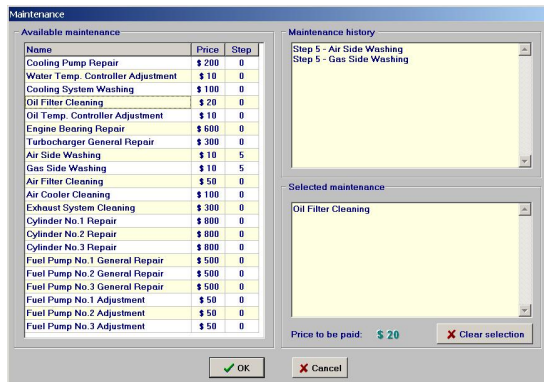 Maintenance
Available maintenance
Name Price Step
Cooling Pump Repair $ 200 0
Water Temp. Controller Adjustment $ 10 0
Cooling System Washing $ 100 0
Oil Filter Cleaning $ 20 0
Oil Temp. Controller Adjustment $ 10 0
Engine Bearing Repair $ 600 0
Turbocharger General Repair $ 300 0
Air Side Washing $ 10 5
Gas Side Washing $ 10 5
Air Filter Cleaning $ 50 0
Air Cooler Cleaning $ 100 0
Exhaust System Cleaning $ 300 0
Cylinder No.1 Repair $ 800 0
Cylinder No.2 Repair $ 800 0
Cylinder No.3 Repair $ 800 0
Fuel Pump No.1 General Repair $ 500 0
Fuel Pump No.2 General Repair $ 500 0
Fuel Pump No.3 General Repair $ 500 0
Fuel Pump No.1 Adjustment $ 50 0
Fuel Pump No.2 Adjustment $ 50 0
Fuel Pump No.3 Adjustment $ 50 0
Maintenance history
Step 5 - Air Side Washing
Step 5 - Gas Side Washing
Selected maintenance
Oil Filter Cleaning
Price to be paid: $ 20
Clear selection
OK
Cancel